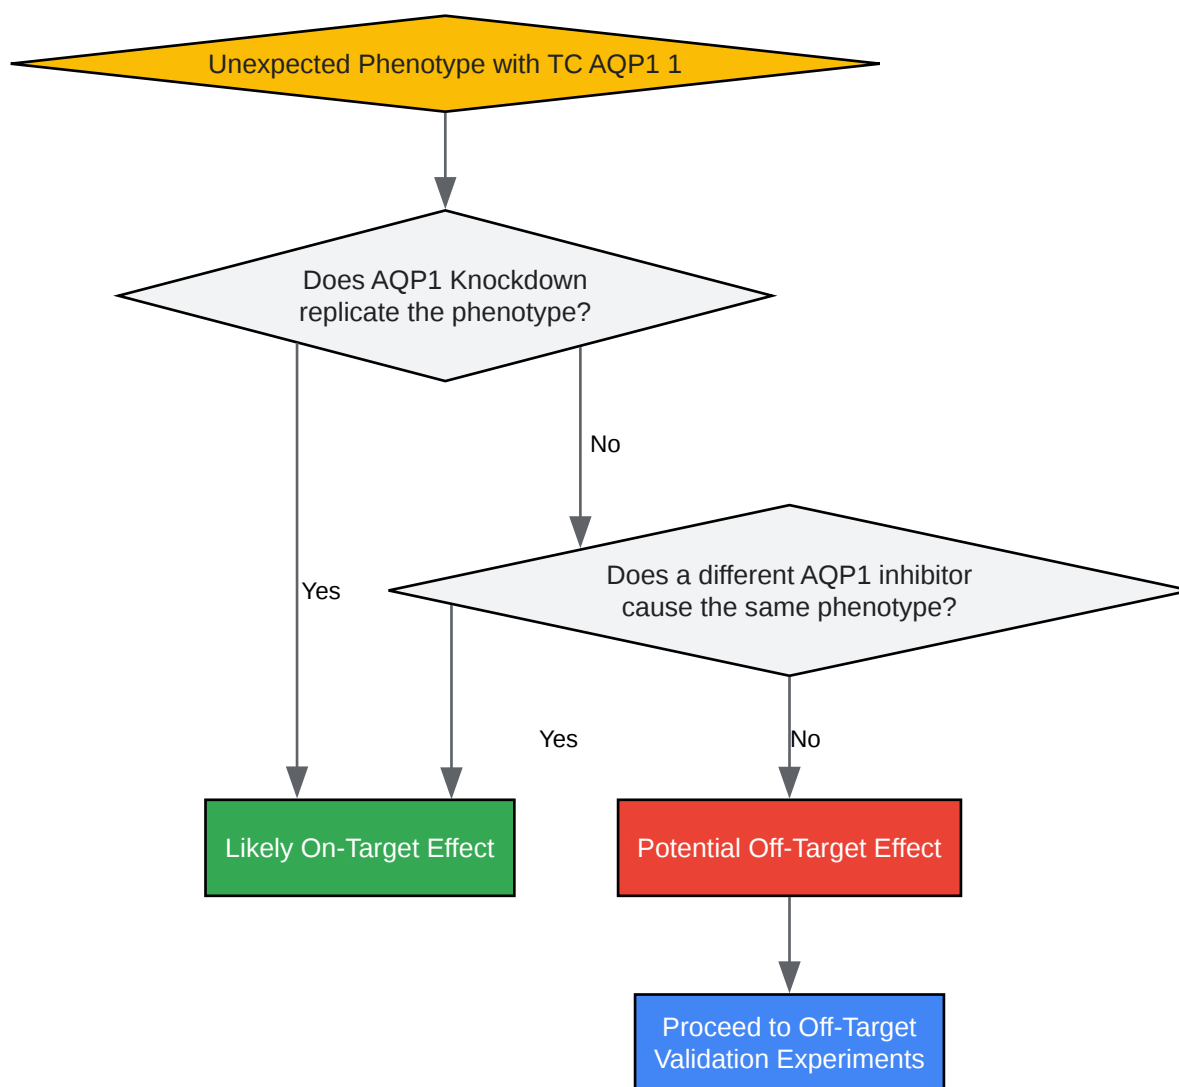 Unexpected Phenotype with TC AQP1 1
Does AQP1 Knockdown
replicate the phenotype?
No
Yes
Does a different AQP1 inhibitor
cause the same phenotype?
Yes
No
Likely On-Target Effect
Potential Off-Target Effect
Proceed to Off-Target
Validation Experiments